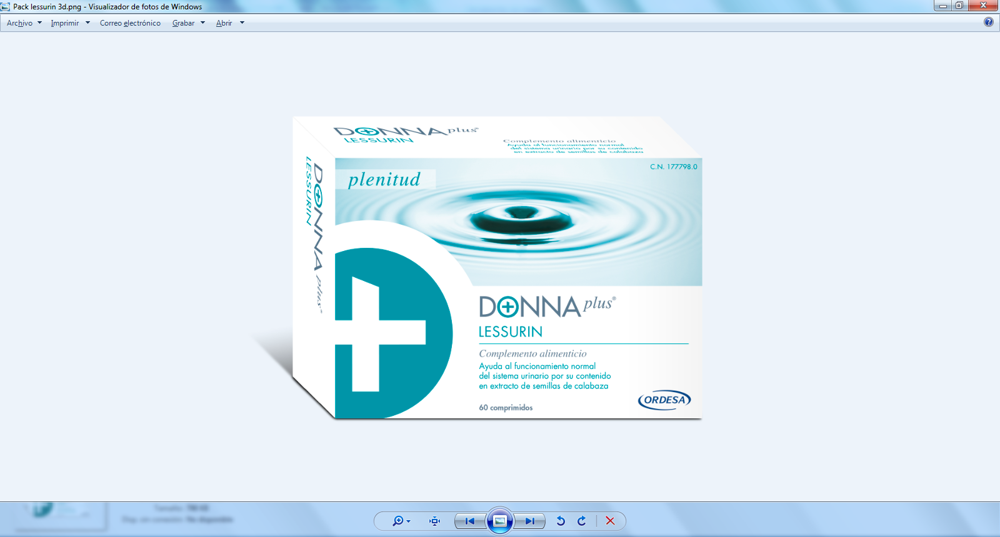 Pack lessurin 3d.png - Visualizador de fotos de Windows
Archivo Imprimir Correo electrónico Grabar Abrir
DONNA plus®
LESSURIN
Complemento alimenticio
Ayuda al funcionamiento normal
del sistema urinario por su contenido
en extracto de semillas de calabaza
DONNA plus®
LESSURIN
C.N. 177798.0
plenitud
DONNA plus®
LESSURIN
Complemento alimenticio
Ayuda al funcionamiento normal
del sistema urinario por su contenido
en extracto de semillas de calabaza
60 comprimidos
ORDESA